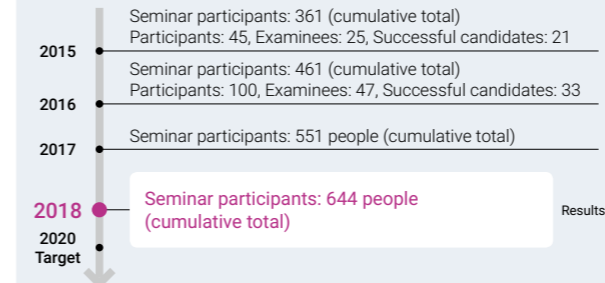 Seminar participants: 361 (cumulative total)
2015
Participants: 45, Examinees: 25, Successful candidates: 21
Seminar participants: 461 (cumulative total)
2016
Participants: 100, Examinees: 47, Successful candidates: 33
2017
Seminar participants: 551 people (cumulative total)
2018
Seminar participants: 644 people
(cumulative total)
Results
2020
Target